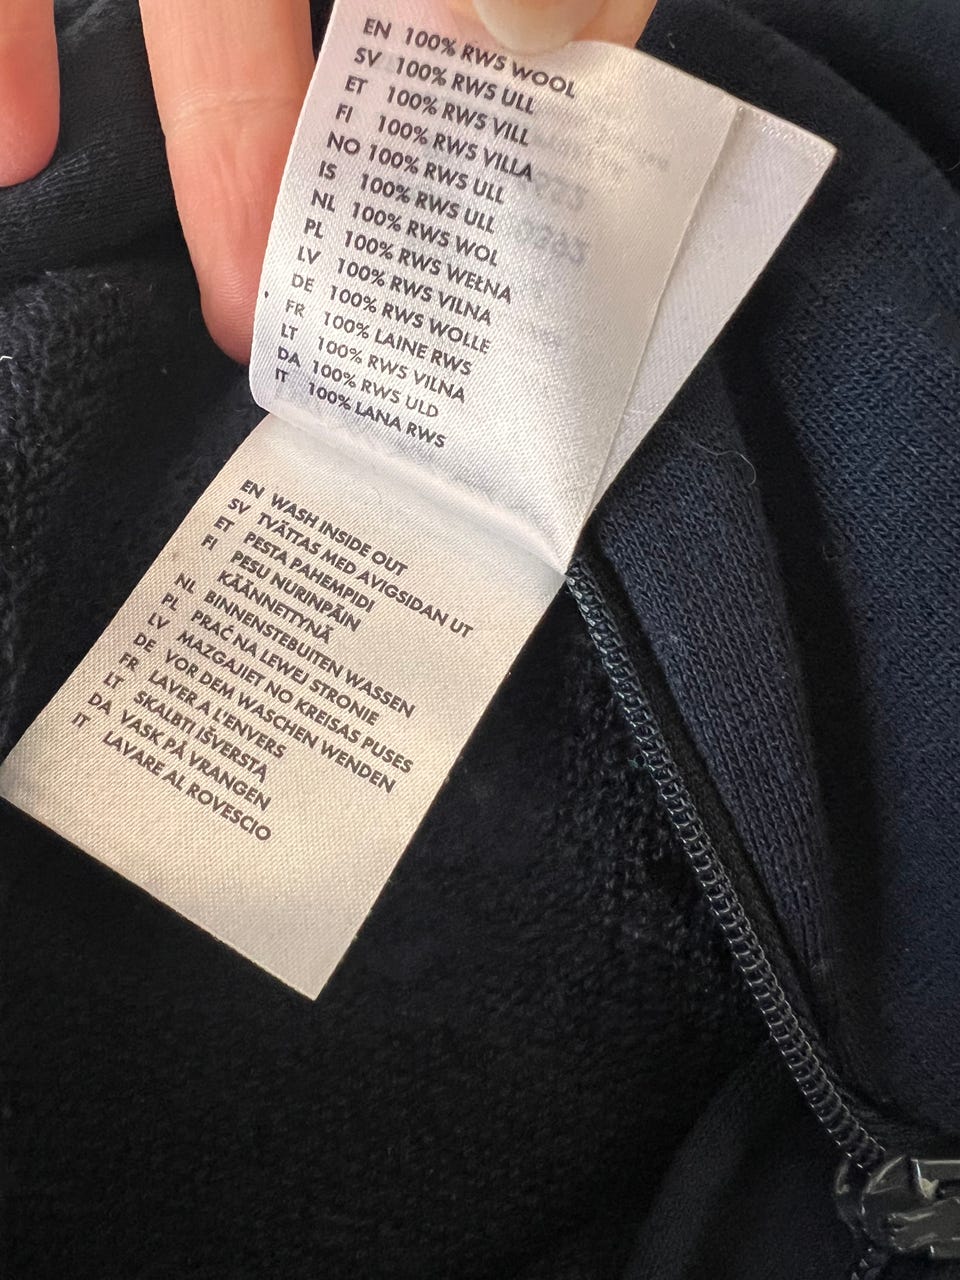 EN 100% RWS WOOL
SV 100% RWS ULL
ET 100% RWS VILL
FI 100% RWS VILLA
NO 100% RWS ULL
IS 100% RWS ULL
NL 100% RWS WOL
PL 100% RWS WEŁNA
LV 100% RWS VILNA
DE 100% RWS WOLLE
FR 100% LAINE RWS
LT 100% RWS VILNA
DA 100% RWS ULD
IT 100% LANA RWS
EN WASH INSIDE OUT
SV TVÄTTAS MED AVIGSIDAN UT
ET PESTA PAHEMPIDI
FI PESU NURINPÄIN
KÄÄNNETTYNÄ
NL BINNENSTEBUITEN WASSEN
PL PRAĆ NA LEWEJ STRONIE
LV MAZGAJIET NO KREISAS PUSES
DE VOR DEM WASCHEN WENDEN
FR LAVER A L'ENVERS
LT SKALBTI IŠVERSTA
DA VASK PÅ VRANGEN
IT LAVARE AL ROVESCIO